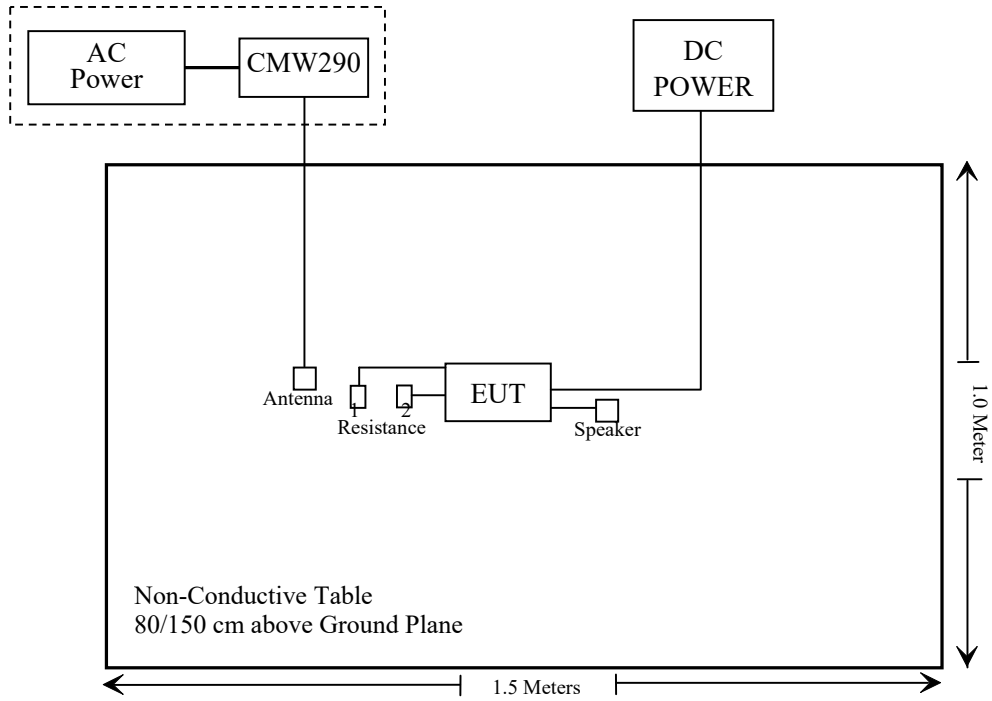 AC
Power
CMW290
DC
POWER
Antenna
1
2
Resistance
EUT
Speaker
1.0 Meter
Non-Conductive Table
80/150 cm above Ground Plane
1.5 Meters